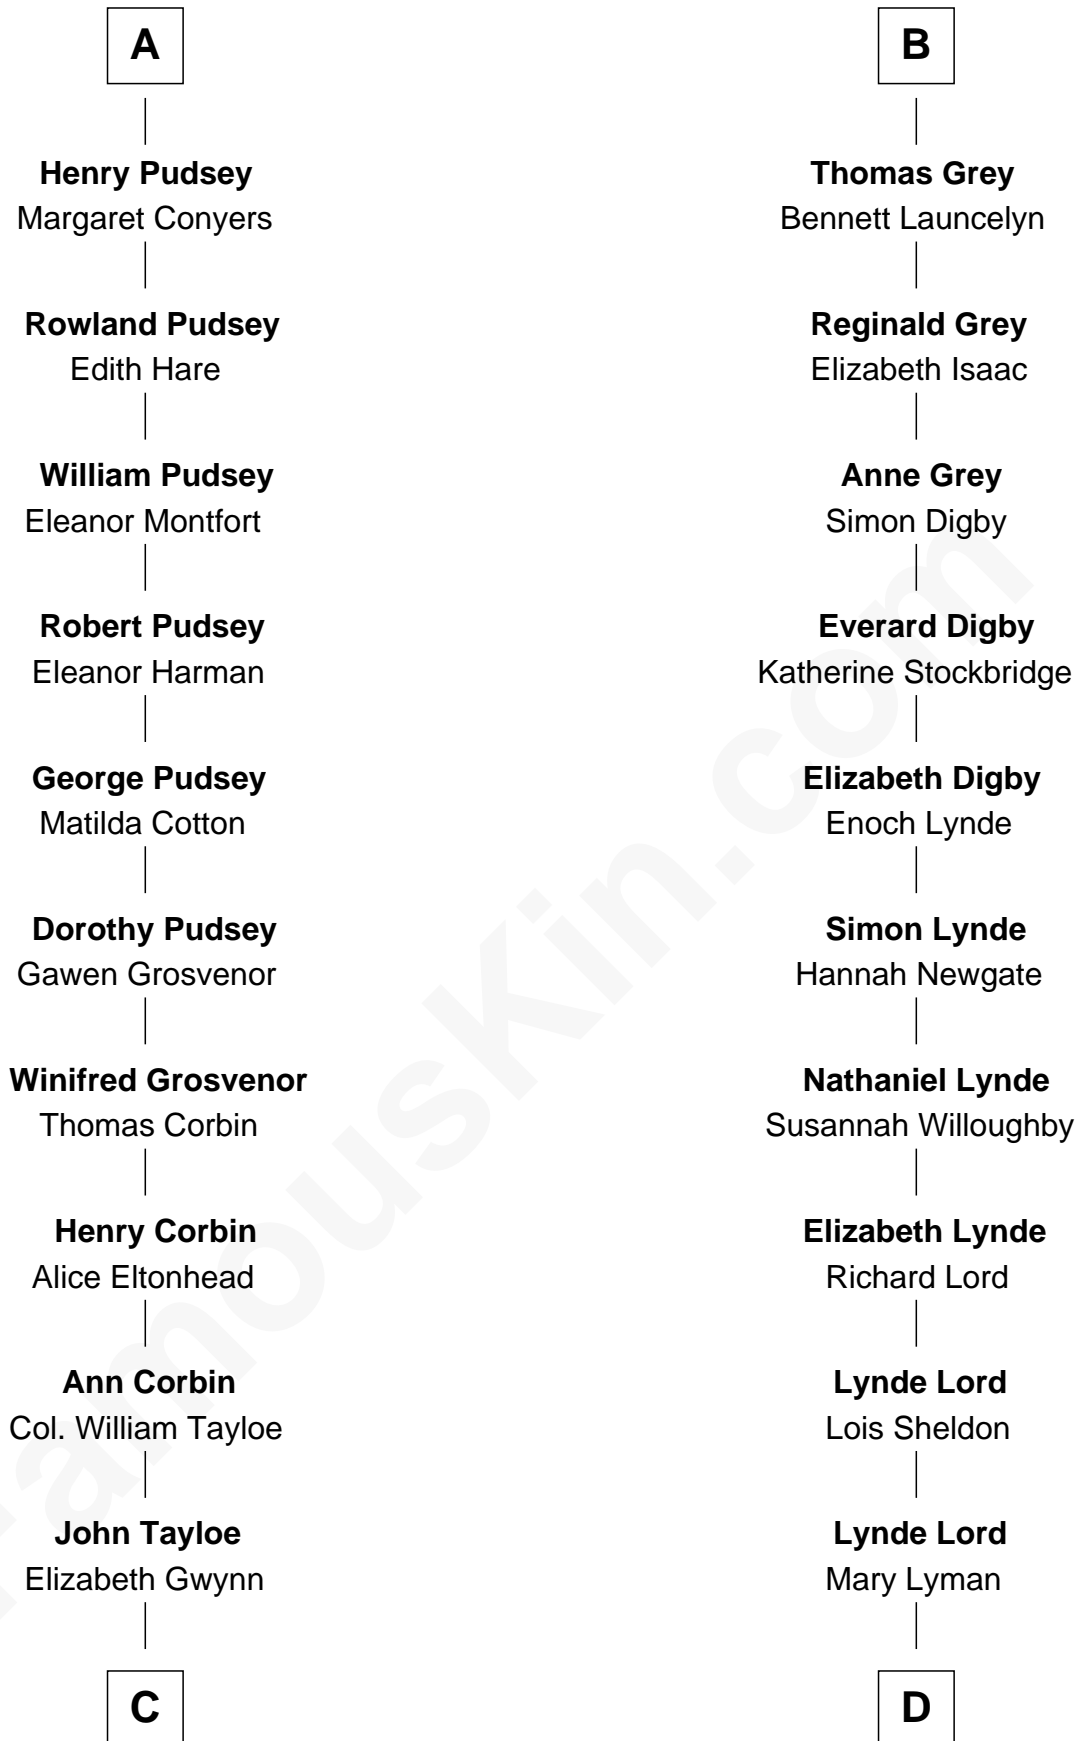 A
Henry Pudsey
Margaret Conyers
Rowland Pudsey
Edith Hare
William Pudsey
Eleanor Montfort
Robert Pudsey
Eleanor Harman
George Pudsey
Matilda Cotton
Dorothy Pudsey
Gawen Grosvenor
Winifred Grosvenor
Thomas Corbin
Henry Corbin
Alice Eltonhead
Ann Corbin
Col. William Tayloe
John Tayloe
Elizabeth Gwynn
C
B
Thomas Grey
Bennett Launcelyn
Reginald Grey
Elizabeth Isaac
Anne Grey
Simon Digby
Everard Digby
Katherine Stockbridge
Elizabeth Digby
Enoch Lynde
Simon Lynde
Hannah Newgate
Nathaniel Lynde
Susannah Willoughby
Elizabeth Lynde
Richard Lord
Lynde Lord
Lois Sheldon
Lynde Lord
Mary Lyman
D
FamousKin.com